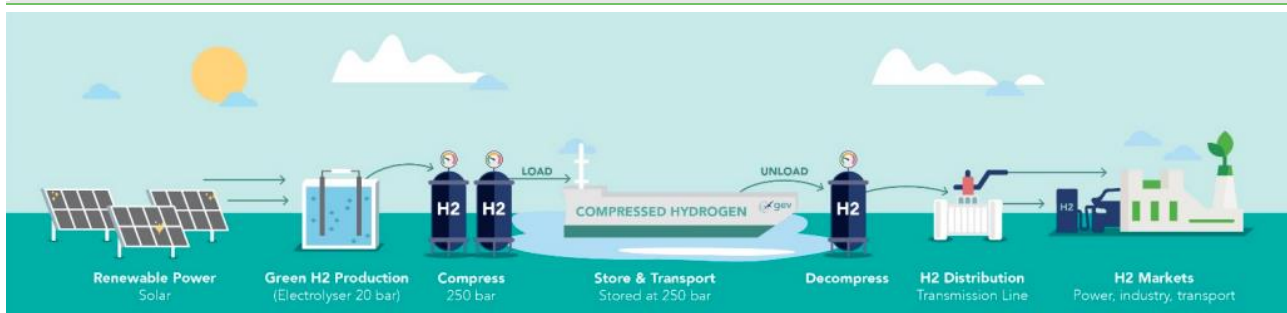 LOAD
UNLOAD
H2
H2
COMPRESSED HYDROGEN
gev
H2
H2
Renewable Power
Solar
Green H2 Production
(Electrolyser 20 bar)
Compress
250 bar
Store & Transport
Stored at 250 bar
Decompress
H2 Distribution
Transmission Line
H2 Markets
Power, industry, transport